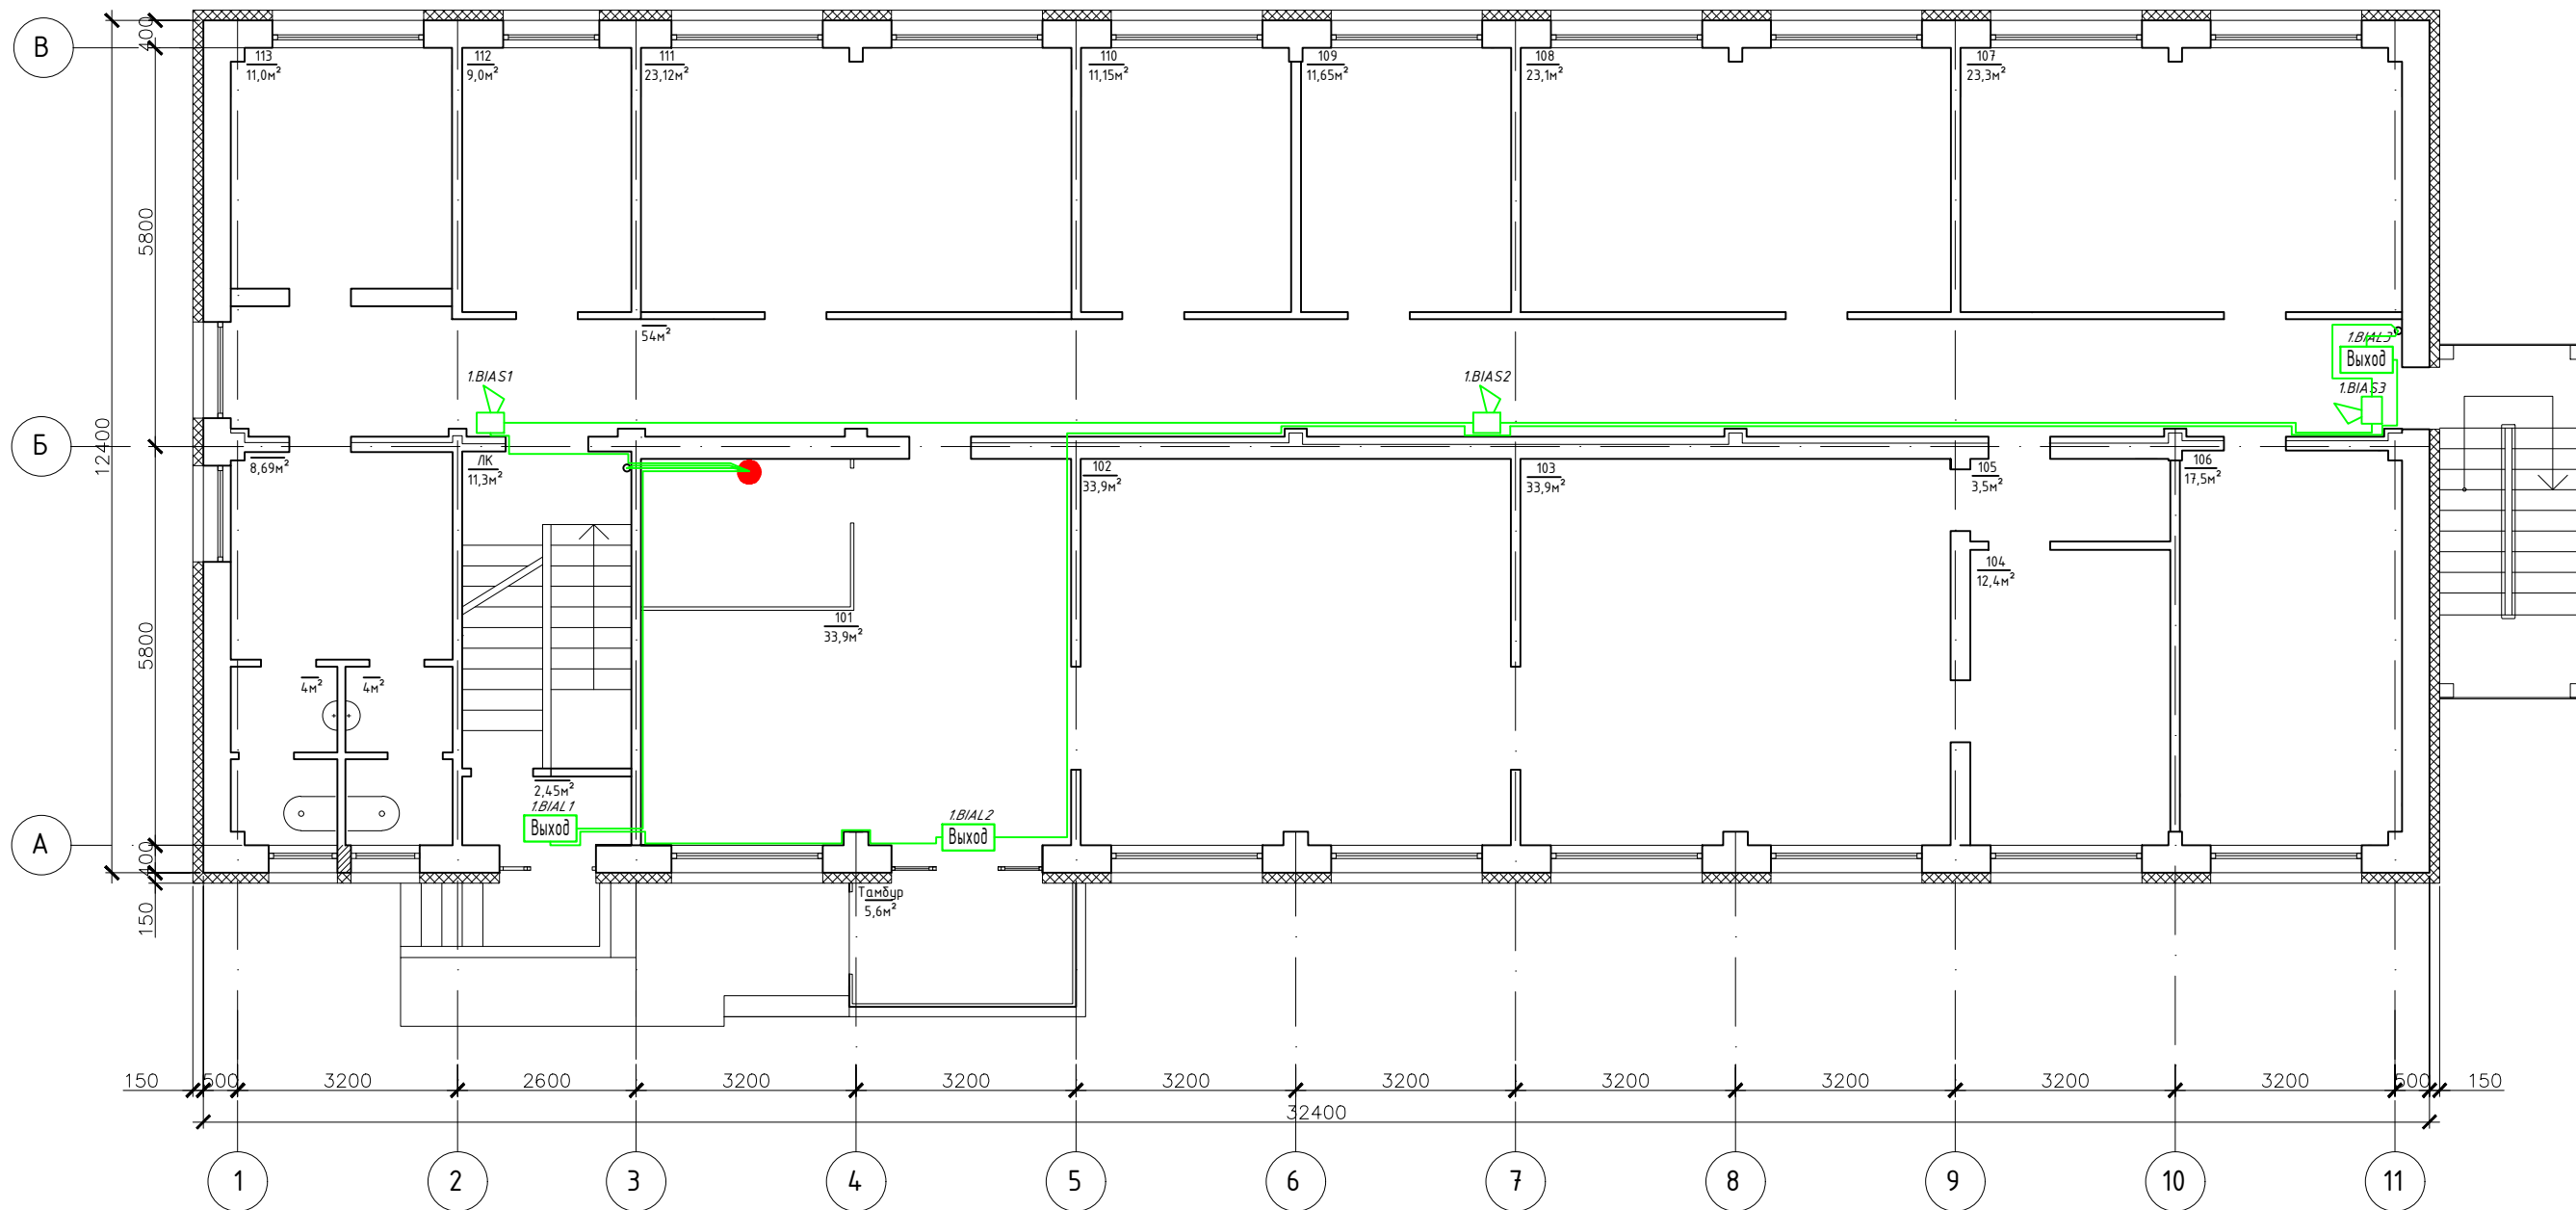 В
Б
А
400
5800
12400
5800
400
150
113
11,0м²
112
9,0м²
111
23,12м²
110
11,15м²
109
11,65м²
108
23,1м²
107
23,3м²
54м²
1.BIAS1
1.BIAS2
1.BIAL3
Выход
1.BIAS3
8,69м²
ЛК
11,3м²
102
33,9м²
103
33,9м²
105
3,5м²
106
17,5м²
104
12,4м²
101
33,9м²
4м²
4м²
2,45м²
1.BIAL1
Выход
1.BIAL2
Выход
Тамбур
5,6м²
150
500
3200
2600
3200
3200
3200
3200
3200
3200
3200
3200
500
150
32400
1
2
3
4
5
6
7
8
9
10
11